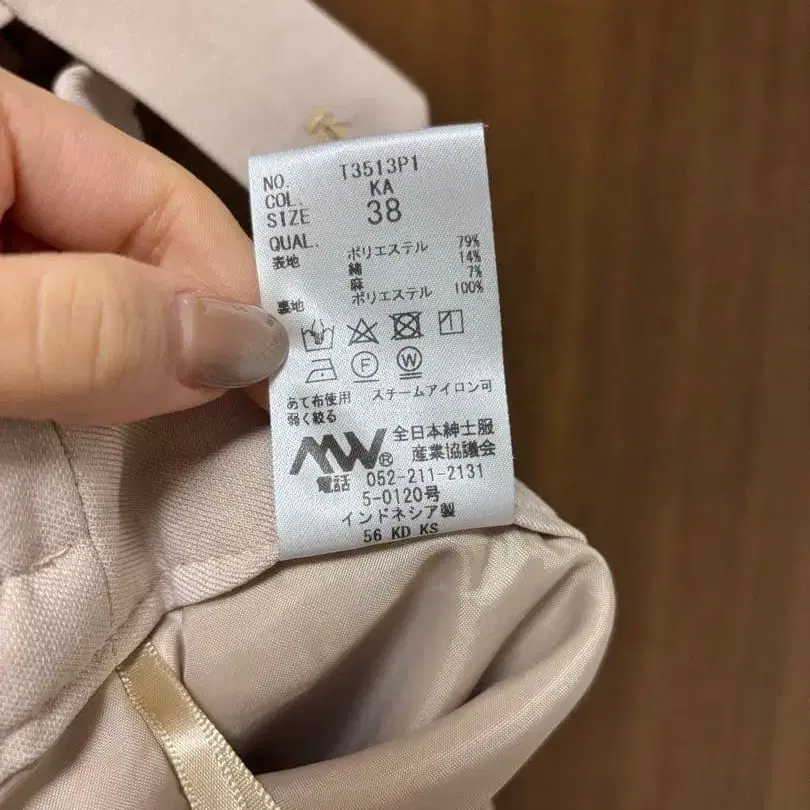 NO. T3513P1
COL. KA
SIZE 38
QUAL.
表地 ポリエステル 79%
綿 14%
麻 7%
裏地 ポリエステル 100%
F W
あて布使用 スチームアイロン可
弱く絞る
MW® 全日本紳士服
産業協議会
電話 052-211-2131
5-0120号
インドネシア製
56 KD KS